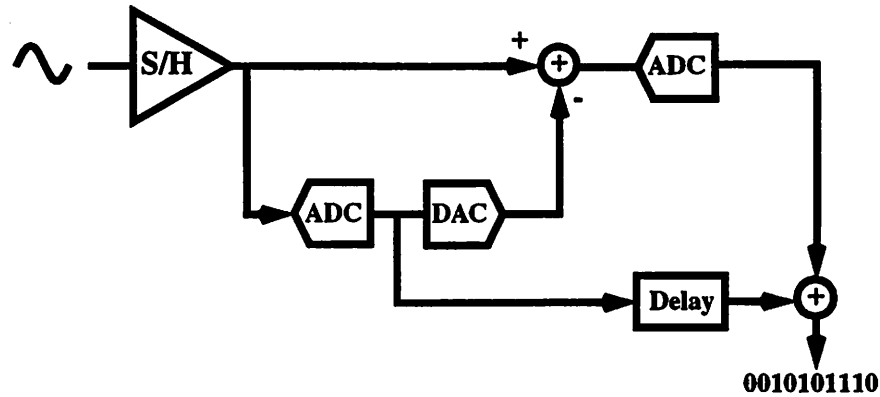 S/H
+
+
-
ADC
ADC
DAC
Delay
+
0010101110